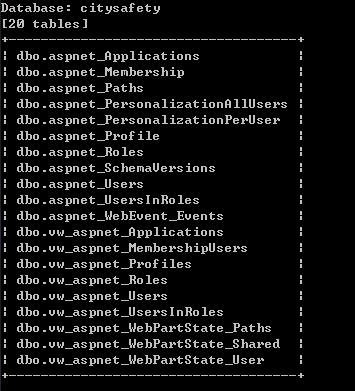 Database: citysafety
[20 tables]
+--------------------------------+
¦ dbo.aspnet_Applications ¦
¦ dbo.aspnet_Membership ¦
¦ dbo.aspnet_Paths ¦
¦ dbo.aspnet_PersonalizationAllUsers ¦
¦ dbo.aspnet_PersonalizationPerUser ¦
¦ dbo.aspnet_Profile ¦
¦ dbo.aspnet_Roles ¦
¦ dbo.aspnet_SchemaVersions ¦
¦ dbo.aspnet_Users ¦
¦ dbo.aspnet_UsersInRoles ¦
¦ dbo.aspnet_WebEvent_Events ¦
¦ dbo.vw_aspnet_Applications ¦
¦ dbo.vw_aspnet_MembershipUsers ¦
¦ dbo.vw_aspnet_Profiles ¦
¦ dbo.vw_aspnet_Roles ¦
¦ dbo.vw_aspnet_Users ¦
¦ dbo.vw_aspnet_UsersInRoles ¦
¦ dbo.vw_aspnet_WebPartState_Paths ¦
¦ dbo.vw_aspnet_WebPartState_Shared ¦
¦ dbo.vw_aspnet_WebPartState_User ¦
+--------------------------------+